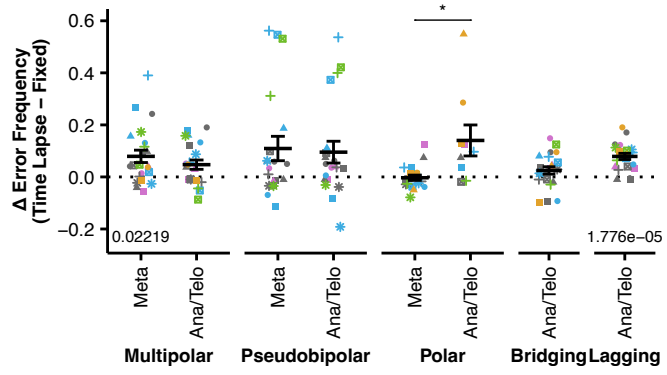 Δ Error Frequency
(Time Lapse − Fixed)
0.6
0.4
0.2
0.0
−0.2
*
0.02219
1.776e−05
Meta
Ana/Telo
Meta
Ana/Telo
Meta
Ana/Telo
Ana/Telo
Ana/Telo
Multipolar
Pseudobipolar
Polar
Bridging
Lagging